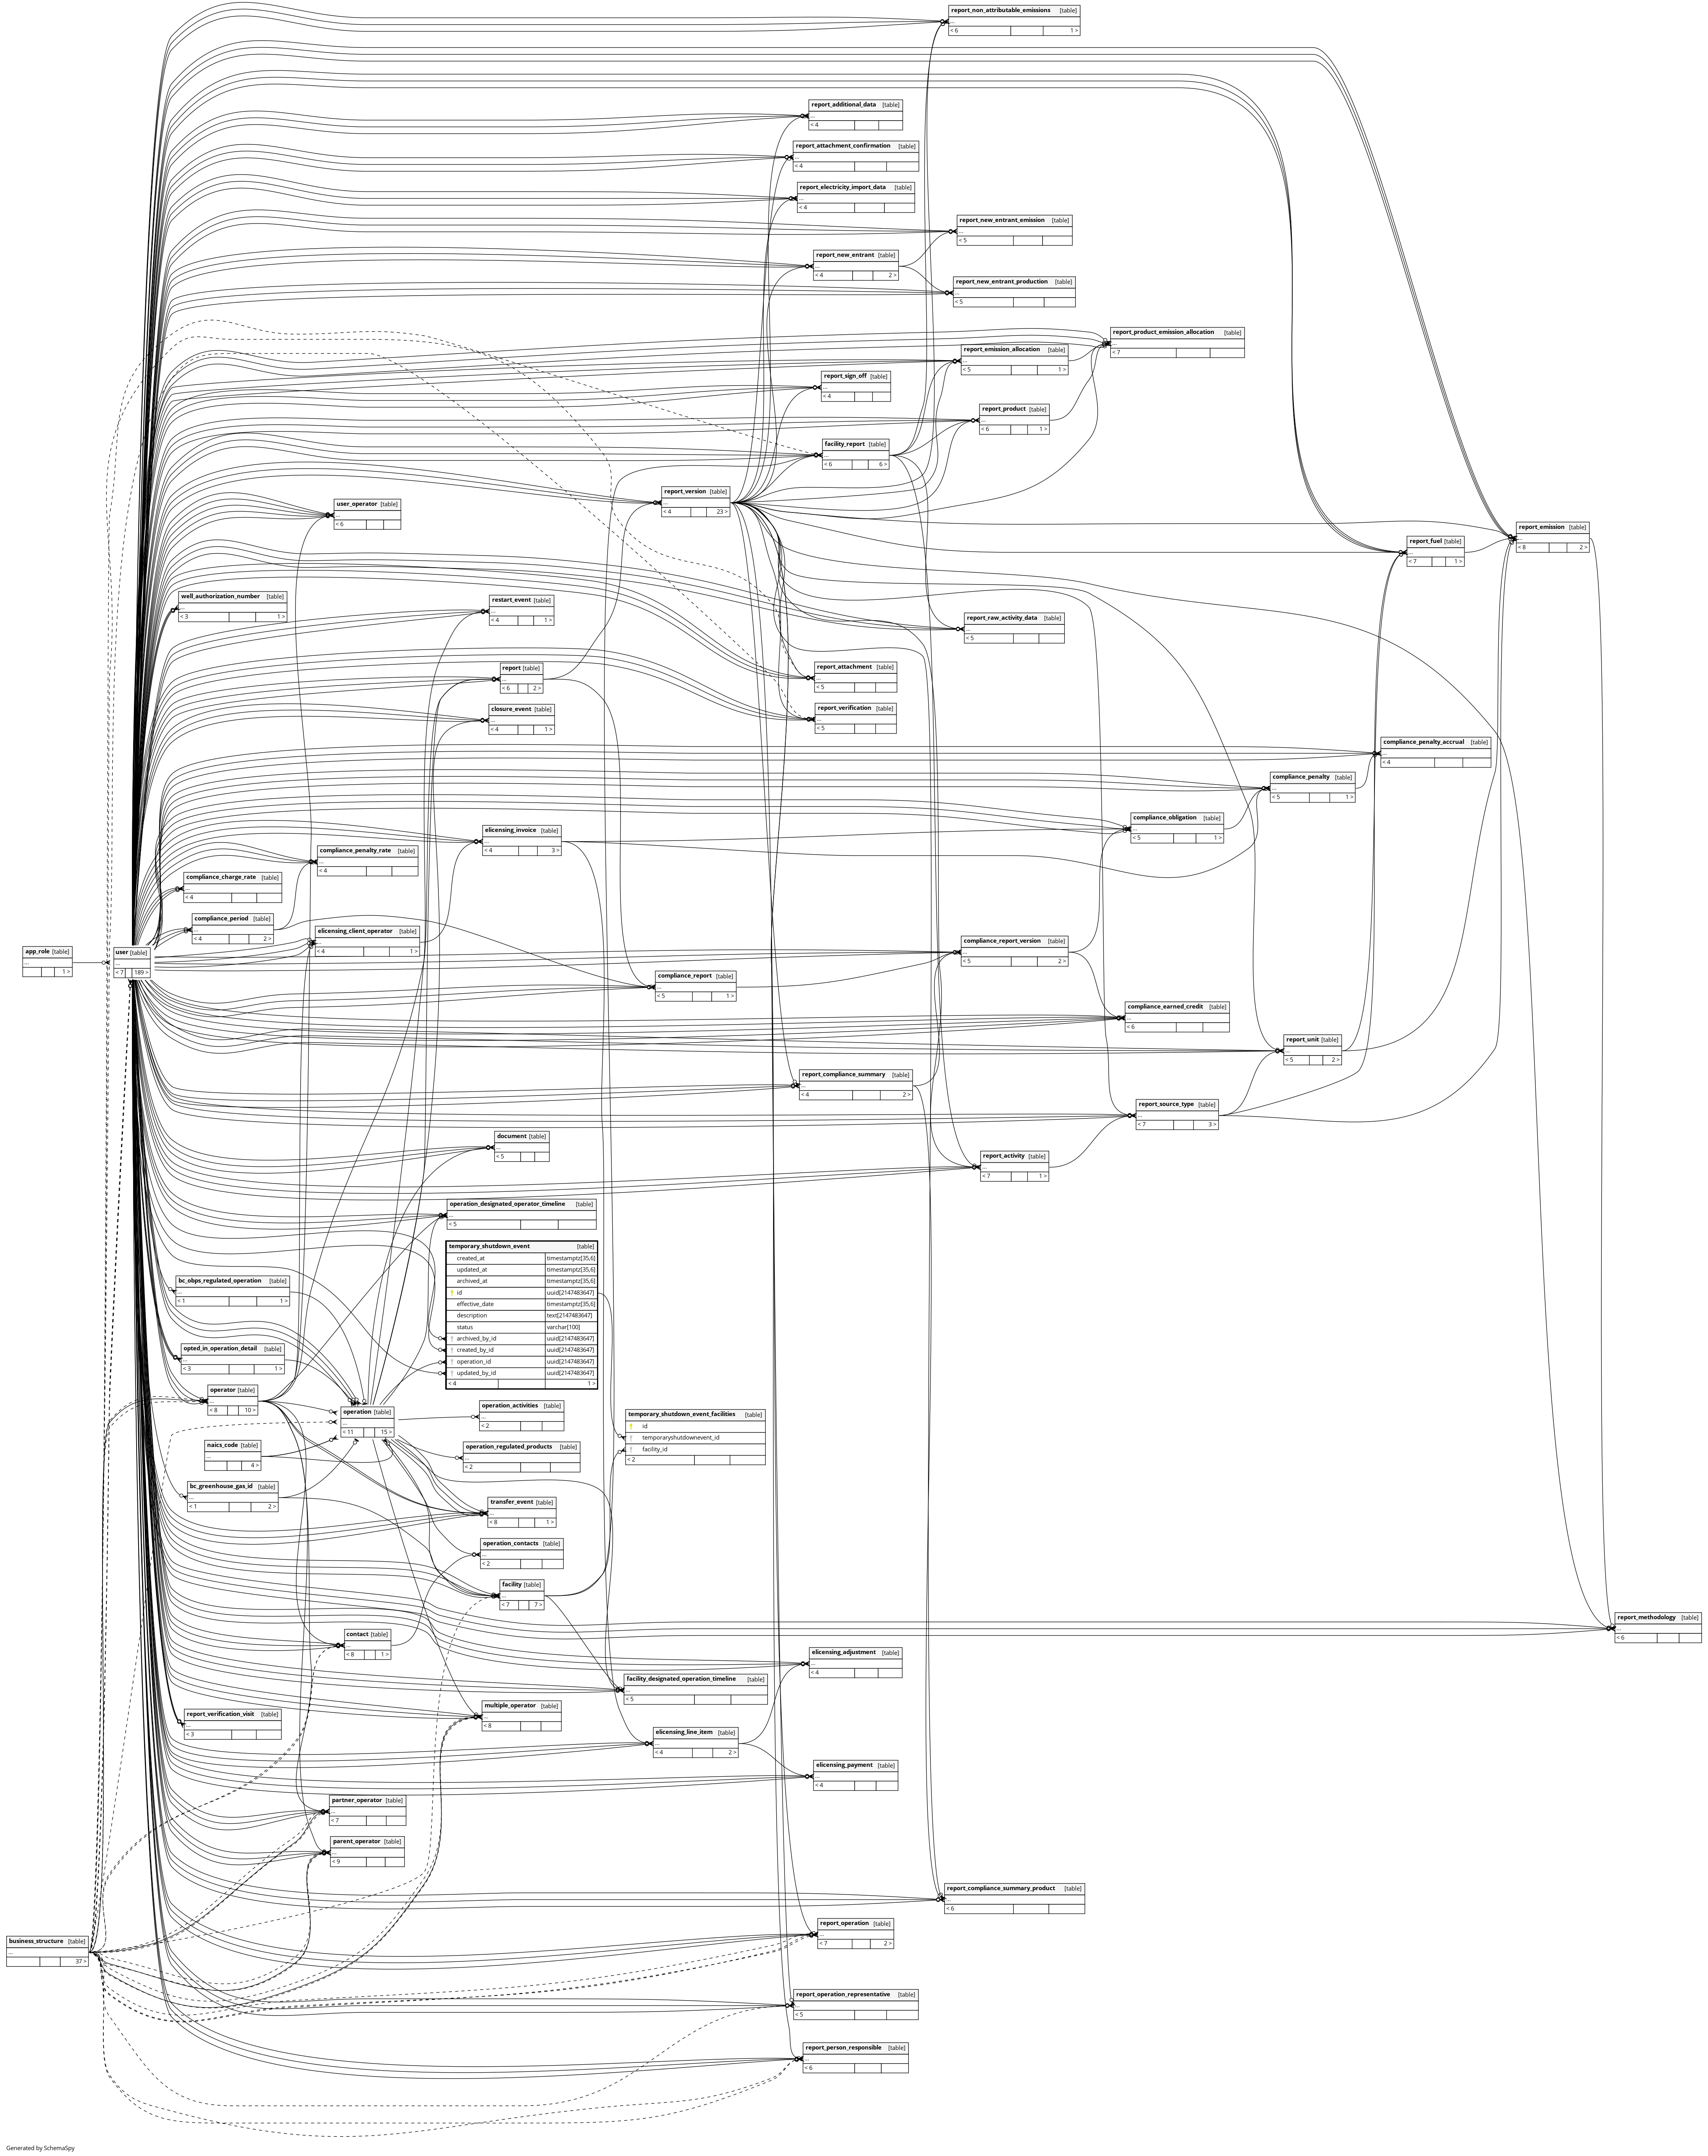 report_non_attributable_emissions [table]
...
< 6 1 >
report_additional_data [table]
...
< 4
report_attachment_confirmation [table]
...
< 4
report_electricity_import_data [table]
...
< 4
report_new_entrant_emission [table]
...
< 5
report_new_entrant [table]
...
< 4 2 >
report_new_entrant_production [table]
...
< 5
report_product_emission_allocation [table]
...
< 7
report_emission_allocation [table]
...
< 5 1 >
report_sign_off [table]
...
< 4
report_product [table]
...
< 6 1 >
facility_report [table]
...
< 6 6 >
report_version [table]
...
< 4 23 >
user_operator [table]
...
< 6
report_emission [table]
...
< 8 2 >
report_fuel [table]
...
< 7 1 >
well_authorization_number [table]
...
< 3 1 >
restart_event [table]
...
< 4 1 >
report_raw_activity_data [table]
...
< 5
report [table]
...
< 6 2 >
report_attachment [table]
...
< 5
closure_event [table]
...
< 4 1 >
report_verification [table]
...
< 5
compliance_penalty_accrual [table]
...
< 4
compliance_penalty [table]
...
< 5 1 >
compliance_obligation [table]
...
< 5 1 >
elicensing_invoice [table]
...
< 4 3 >
compliance_penalty_rate [table]
...
< 4
compliance_charge_rate [table]
...
< 4
compliance_period [table]
...
< 4 2 >
elicensing_client_operator [table]
...
< 4 1 >
compliance_report_version [table]
...
< 5 2 >
app_role [table]
...
1 >
user [table]
...
< 7 189 >
compliance_report [table]
...
< 5 1 >
compliance_earned_credit [table]
...
< 6
report_unit [table]
...
< 5 2 >
report_compliance_summary [table]
...
< 4 2 >
report_source_type [table]
...
< 7 3 >
document [table]
...
< 5
report_activity [table]
...
< 7 1 >
operation_designated_operator_timeline [table]
...
< 5
temporary_shutdown_event [table]
created_at timestamptz[35,6]
updated_at timestamptz[35,6]
archived_at timestamptz[35,6]
id uuid[2147483647]
effective_date timestamptz[35,6]
description text[2147483647]
status varchar[100]
archived_by_id uuid[2147483647]
created_by_id uuid[2147483647]
operation_id uuid[2147483647]
updated_by_id uuid[2147483647]
< 4 1 >
bc_obps_regulated_operation [table]
...
< 1 1 >
opted_in_operation_detail [table]
...
< 3 1 >
operator [table]
...
< 8 10 >
operation [table]
...
< 11 15 >
operation_activities [table]
...
< 2
temporary_shutdown_event_facilities [table]
id
temporaryshutdownevent_id
facility_id
< 2
naics_code [table]
...
4 >
operation_regulated_products [table]
...
< 2
bc_greenhouse_gas_id [table]
...
< 1 2 >
transfer_event [table]
...
< 8 1 >
operation_contacts [table]
...
< 2
facility [table]
...
< 7 7 >
report_methodology [table]
...
< 6
contact [table]
...
< 8 1 >
elicensing_adjustment [table]
...
< 4
facility_designated_operation_timeline [table]
...
< 5
multiple_operator [table]
...
< 8
report_verification_visit [table]
...
< 3
elicensing_line_item [table]
...
< 4 2 >
elicensing_payment [table]
...
< 4
partner_operator [table]
...
< 7
parent_operator [table]
...
< 9
report_compliance_summary_product [table]
...
< 6
report_operation [table]
...
< 7 2 >
business_structure [table]
...
37 >
report_operation_representative [table]
...
< 5
report_person_responsible [table]
...
< 6
Generated by SchemaSpy